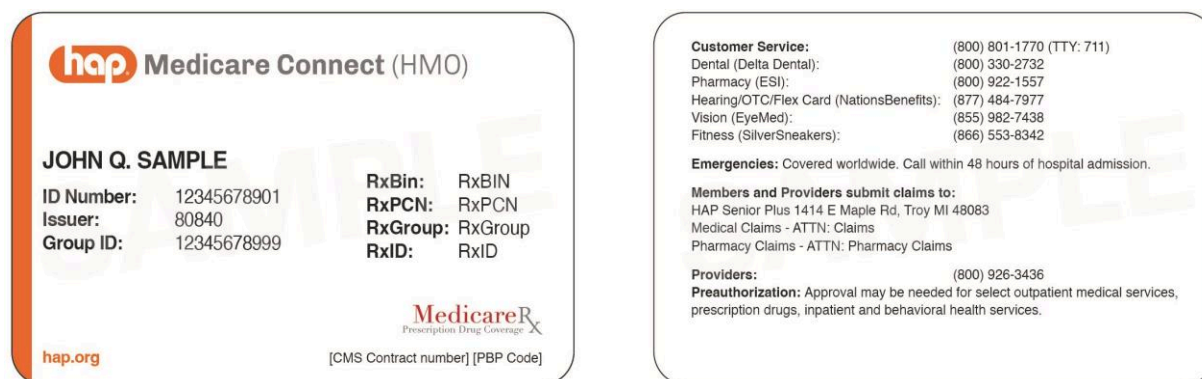 hap Medicare Connect (HMO)
JOHN Q. SAMPLE
ID Number: 12345678901
Issuer: 80840
Group ID: 12345678999
RxBin: RxBIN
RxPCN: RxPCN
RxGroup: RxGroup
RxID: RxID
MedicareRx
Prescription Drug Coverage
hap.org
[CMS Contract number] [PBP Code]
SAMPLE
Customer Service: (800) 801-1770 (TTY: 711)
Dental (Delta Dental): (800) 330-2732
Pharmacy (ESI): (800) 922-1557
Hearing/OTC/Flex Card (NationsBenefits): (877) 484-7977
Vision (EyeMed): (855) 982-7438
Fitness (SilverSneakers): (866) 553-8342
Emergencies: Covered worldwide. Call within 48 hours of hospital admission.
Members and Providers submit claims to:
HAP Senior Plus 1414 E Maple Rd, Troy MI 48083
Medical Claims - ATTN: Claims
Pharmacy Claims - ATTN: Pharmacy Claims
Providers: (800) 926-3436
Preauthorization: Approval may be needed for select outpatient medical services,
prescription drugs, inpatient and behavioral health services.
SAMPLE